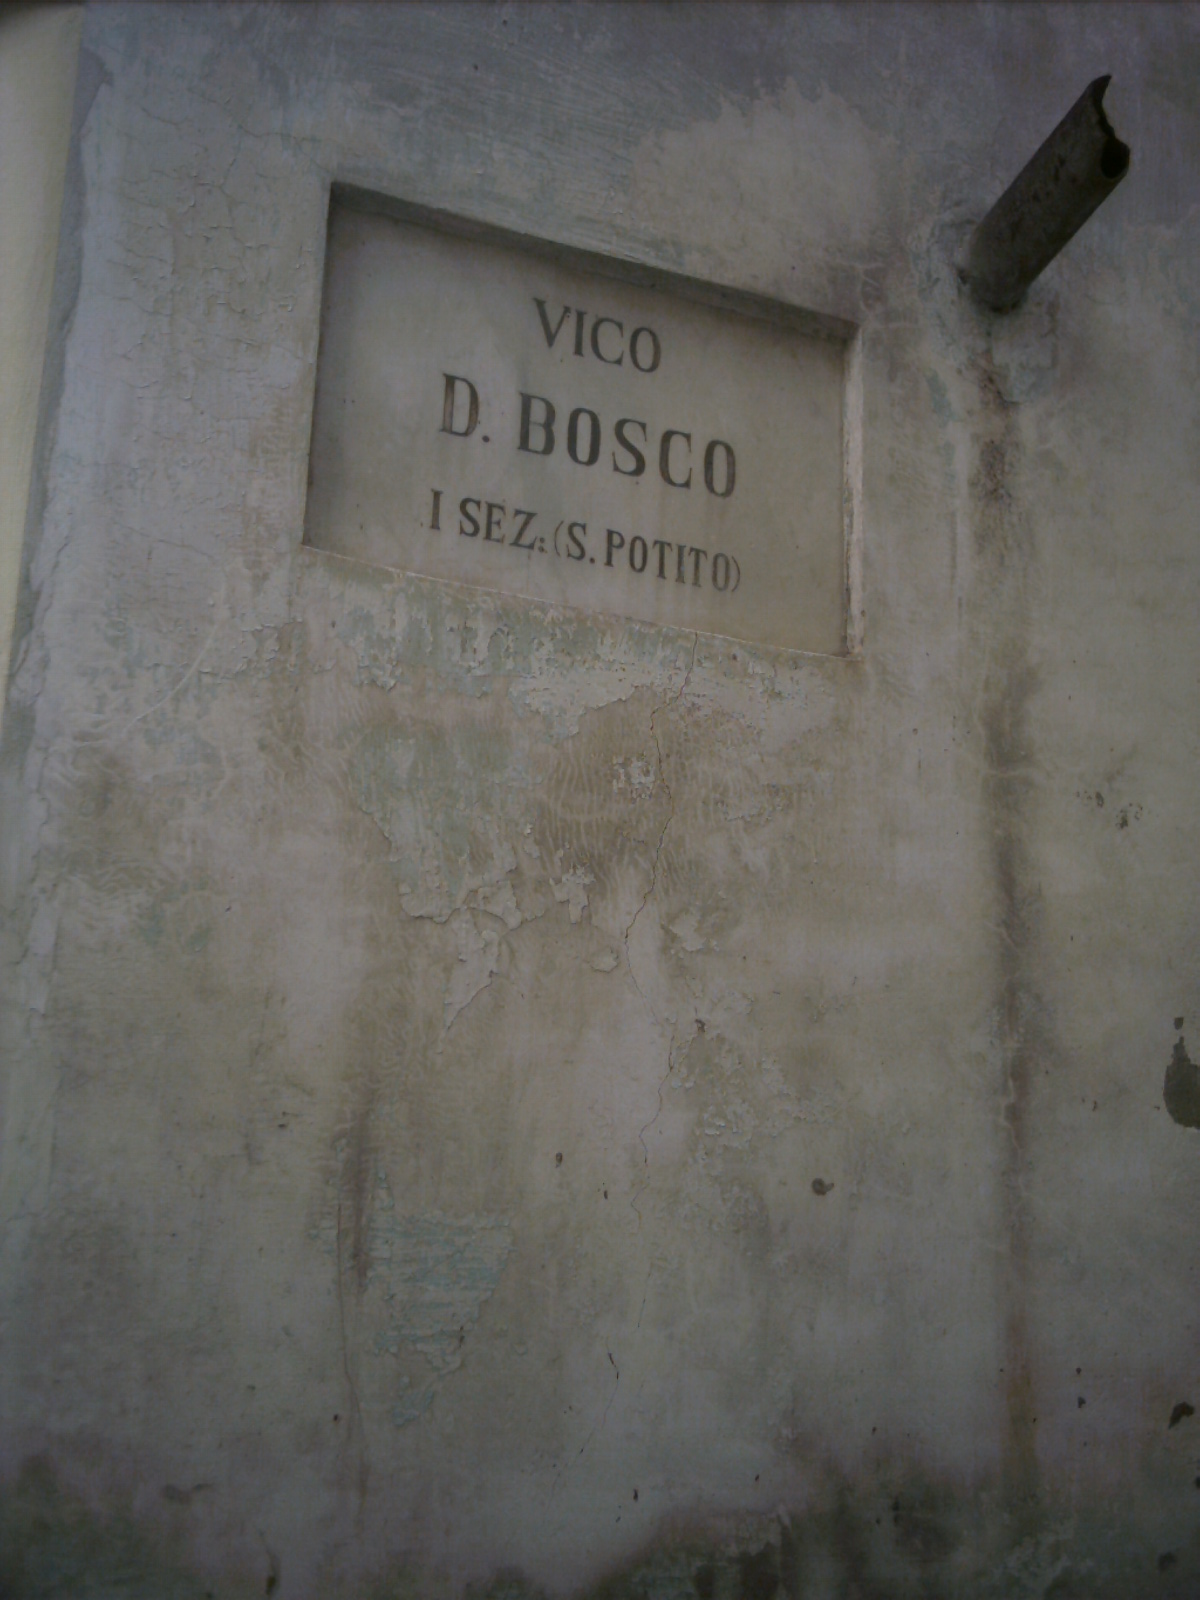 VICO
D. BOSCO
I SEZ: (S. POTITO)